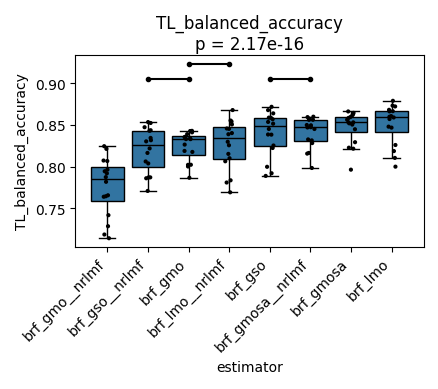 TL_balanced_accuracy
p = 2.17e-16
TL_balanced_accuracy
0.90
0.85
0.80
0.75
brf_gmo__nrlmf
brf_gso__nrlmf
brf_gmo
brf_lmo__nrlmf
brf_gso
brf_gmosa__nrlmf
brf_gmosa
brf_lmo
estimator